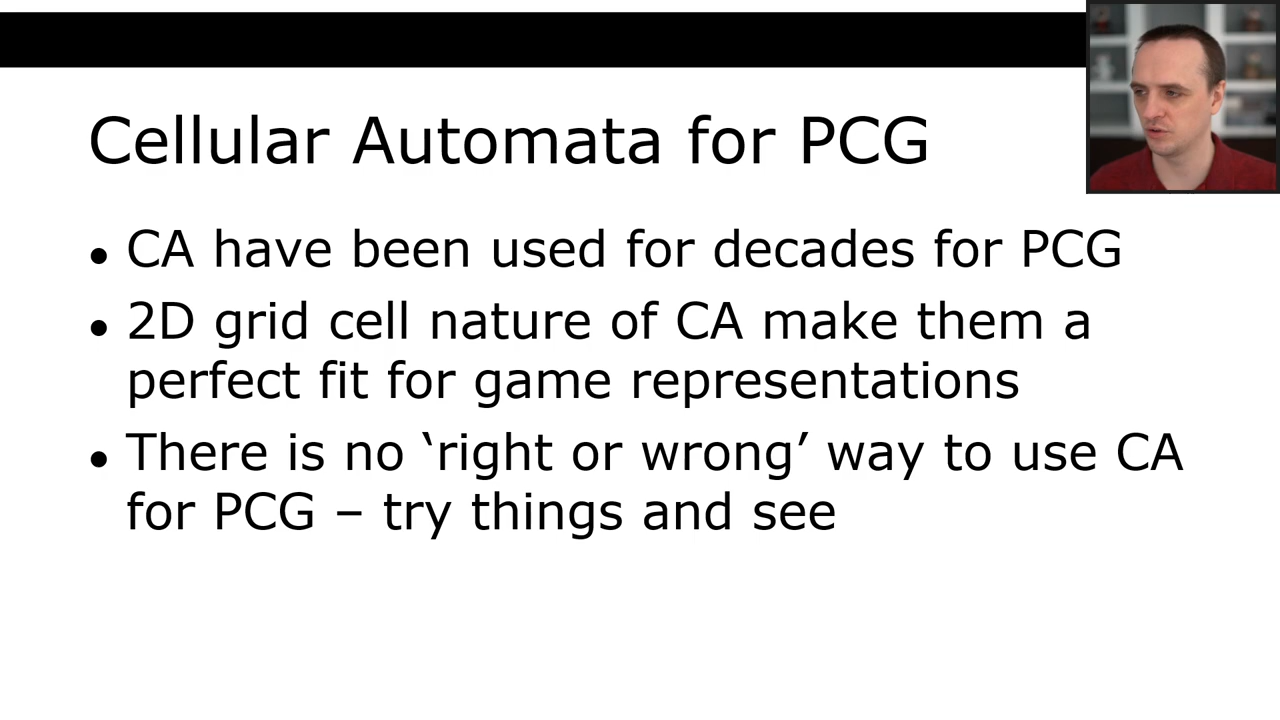 Cellular Automata for PCG
• CA have been used for decades for PCG
• 2D grid cell nature of CA make them a
perfect fit for game representations
• There is no ‘right or wrong’ way to use CA
for PCG – try things and see